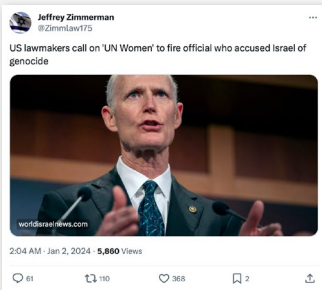 Jeffrey Zimmerman
@Zimmlaw175
US lawmakers call on 'UN Women' to fire official who accused Israel of
genocide
worldisraelnews.com
2:04 AM · Jan 2, 2024 · 5,860 Views
61 110 368 2